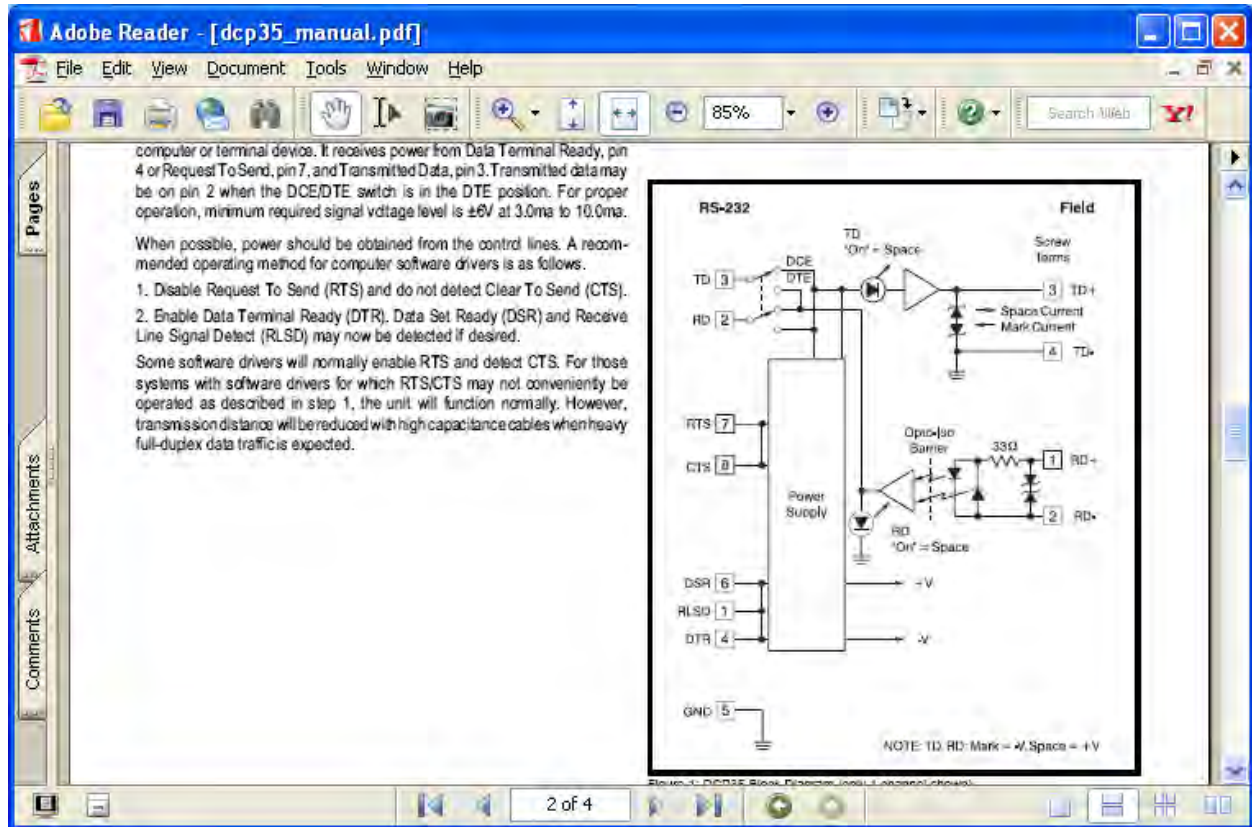 Adobe Reader - [dcp35_manual.pdf]
File Edit View Document Tools Window Help
85%
Search Web
Y!
Pages
Attachments
Comments
computer or terminal device. It receives power from Data Terminal Ready, pin
4 or Request To Send, pin 7, and Transmitted Data, pin 3. Transmitted data may
be on pin 2 when the DCE/DTE switch is in the DTE position. For proper
operation, minimum required signal voltage level is ±6V at 3.0ma to 10.0ma.
When possible, power should be obtained from the control lines. A recom-
mended operating method for computer software drivers is as follows.
1. Disable Request To Send (RTS) and do not detect Clear To Send (CTS).
2. Enable Data Terminal Ready (DTR). Data Set Ready (DSR) and Receive
Line Signal Detect (RLSD) may now be detected if desired.
Some software drivers will normally enable RTS and detect CTS. For those
systems with software drivers for which RTS/CTS may not conveniently be
operated as described in step 1, the unit will function normally. However,
transmission distance will be reduced with high capacitance cables when heavy
full-duplex data traffic is expected.
RS-232
Field
TD
"On" = Space
Screw
Terms
DCE
DTE
TD 3
RD 2
3 TD+
Space Current
Mark Current
4 TD-
RTS 7
CTS 8
Power
Supply
Opto-Iso
Barrier
33Ω
1 RD+
2 RD-
RD
"On" = Space
DSR 6
RLSD 1
DTR 4
+V
-V
GND 5
NOTE: TD, RD: Mark = -V, Space = +V
Figure 1: DCP35 Block Diagram (only 1 channel shown)
2 of 4